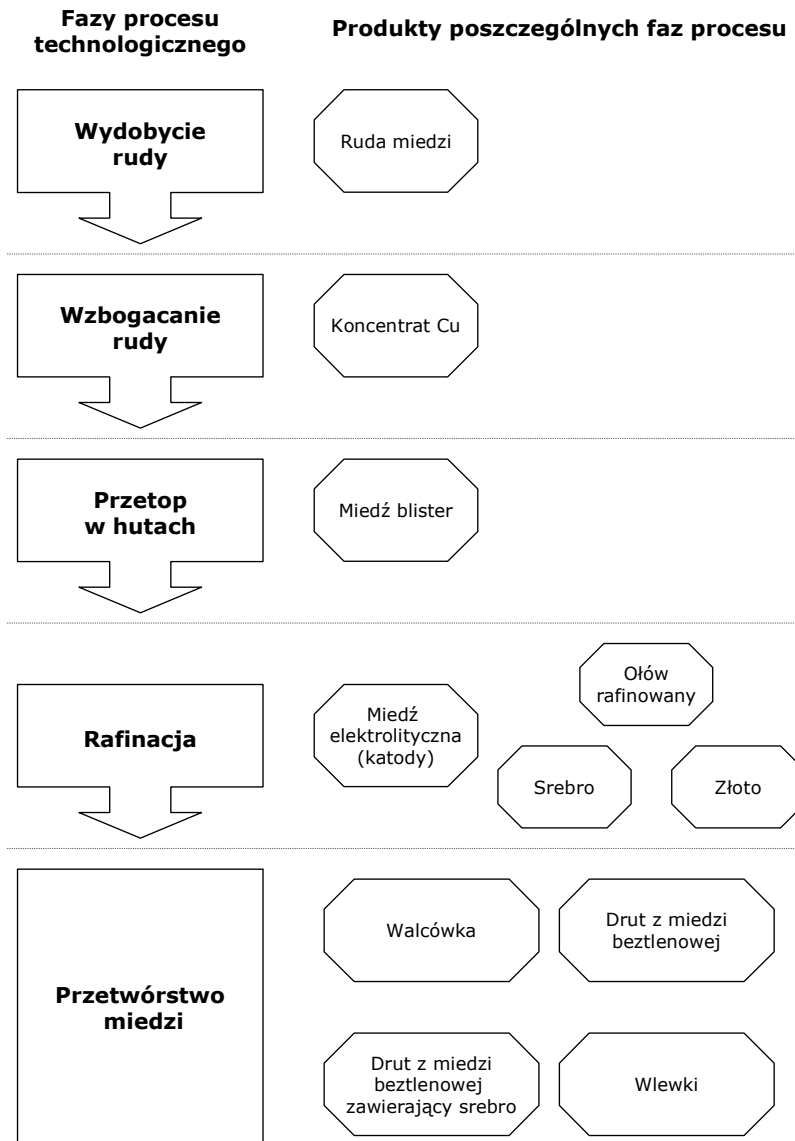 Fazy procesu
technologicznego
Produkty poszczególnych faz procesu
Wydobycie
rudy
Ruda miedzi
Wzbogacanie
rudy
Koncentrat Cu
Przetop
w hutach
Miedź blister
Rafinacja
Miedź
elektrolityczna
(katody)
Ołów
rafinowany
Srebro
Złoto
Przetwórstwo
miedzi
Walcówka
Drut z miedzi
beztlenowej
Drut z miedzi
beztlenowej
zawierający srebro
Wlewki